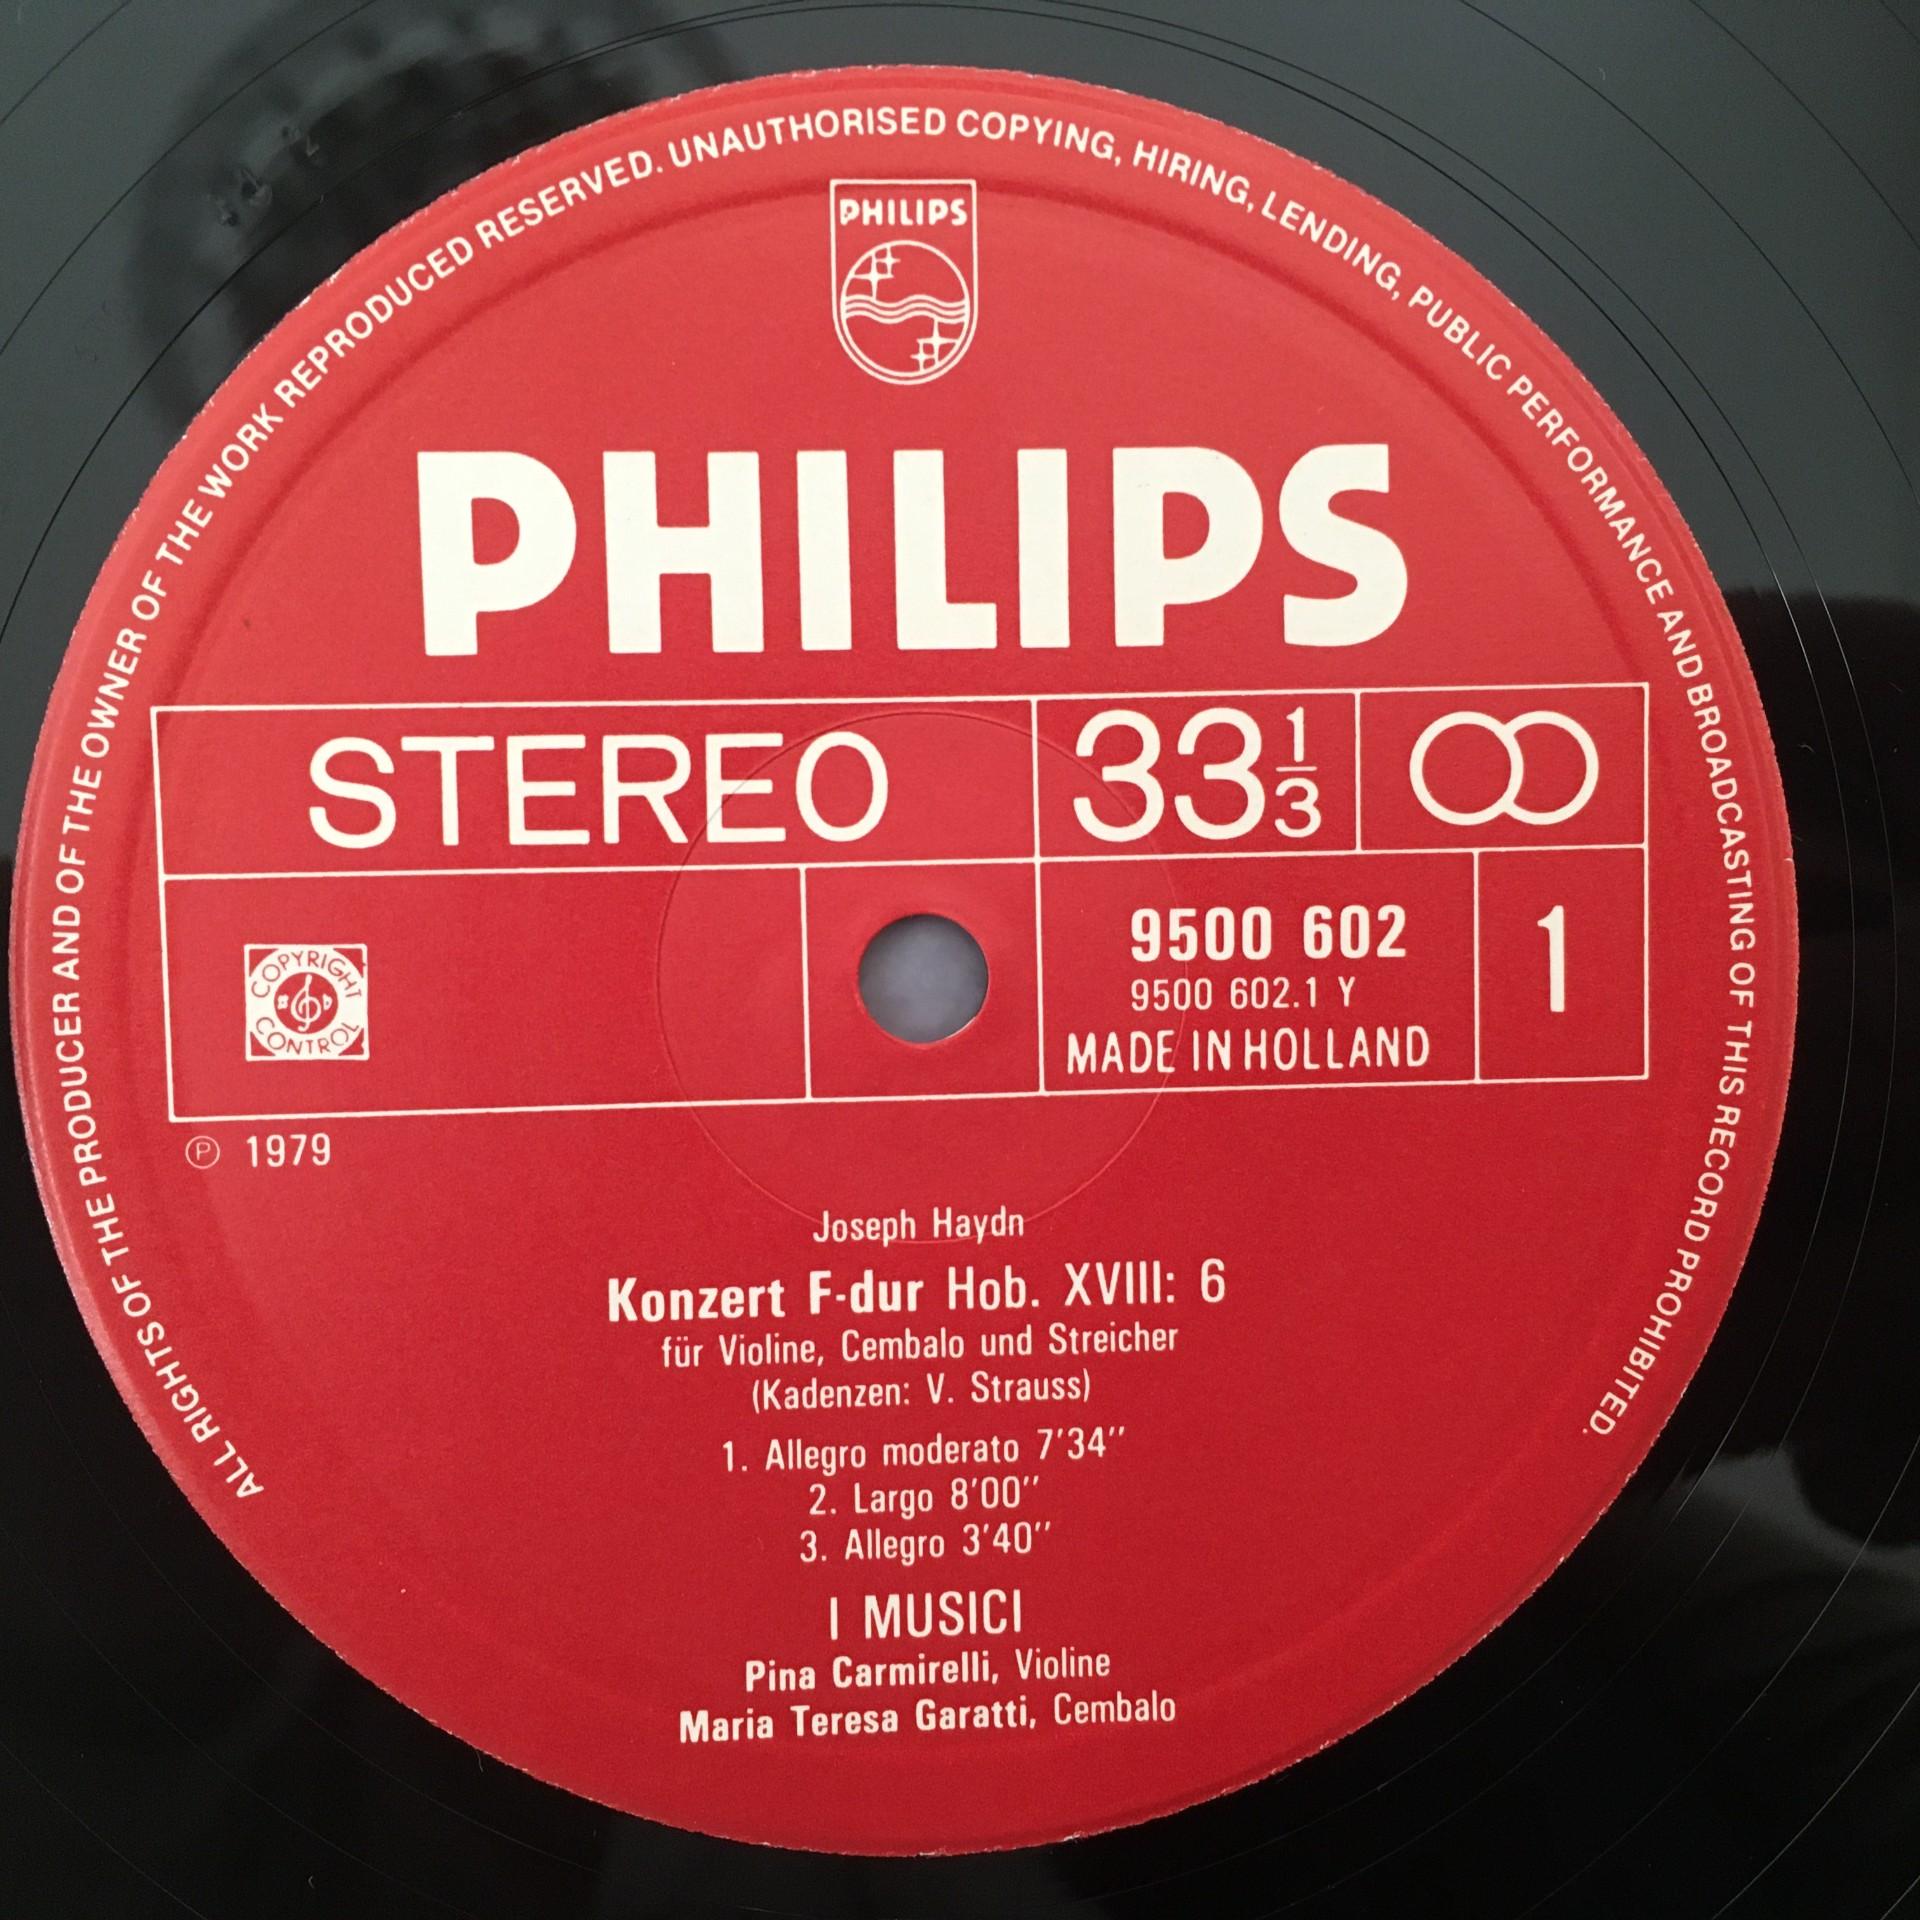 ALL RIGHTS OF THE PRODUCER AND OF THE OWNER OF THE WORK REPRODUCED RESERVED. UNAUTHORISED COPYING, HIRING, LENDING, PUBLIC PERFORMANCE AND BROADCASTING OF THIS RECORD PROHIBITED.
PHILIPS
PHILIPS
STEREO 33 1/3
COPYRIGHT CONTROL
9500 602 1
9500 602.1 Y
MADE IN HOLLAND
Ⓟ 1979
Joseph Haydn
Konzert F-dur Hob. XVIII: 6
für Violine, Cembalo und Streicher
(Kadenzen: V. Strauss)
1. Allegro moderato 7'34''
2. Largo 8'00''
3. Allegro 3'40''
I MUSICI
Pina Carmirelli, Violine
Maria Teresa Garatti, Cembalo